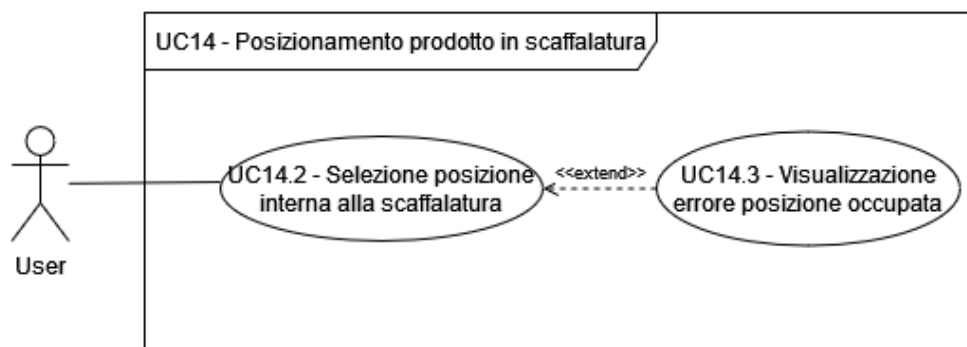 UC14 - Posizionamento prodotto in scaffalatura
UC14.2 - Selezione posizione
interna alla scaffalatura
<<extend>>
UC14.3 - Visualizzazione
errore posizione occupata
User